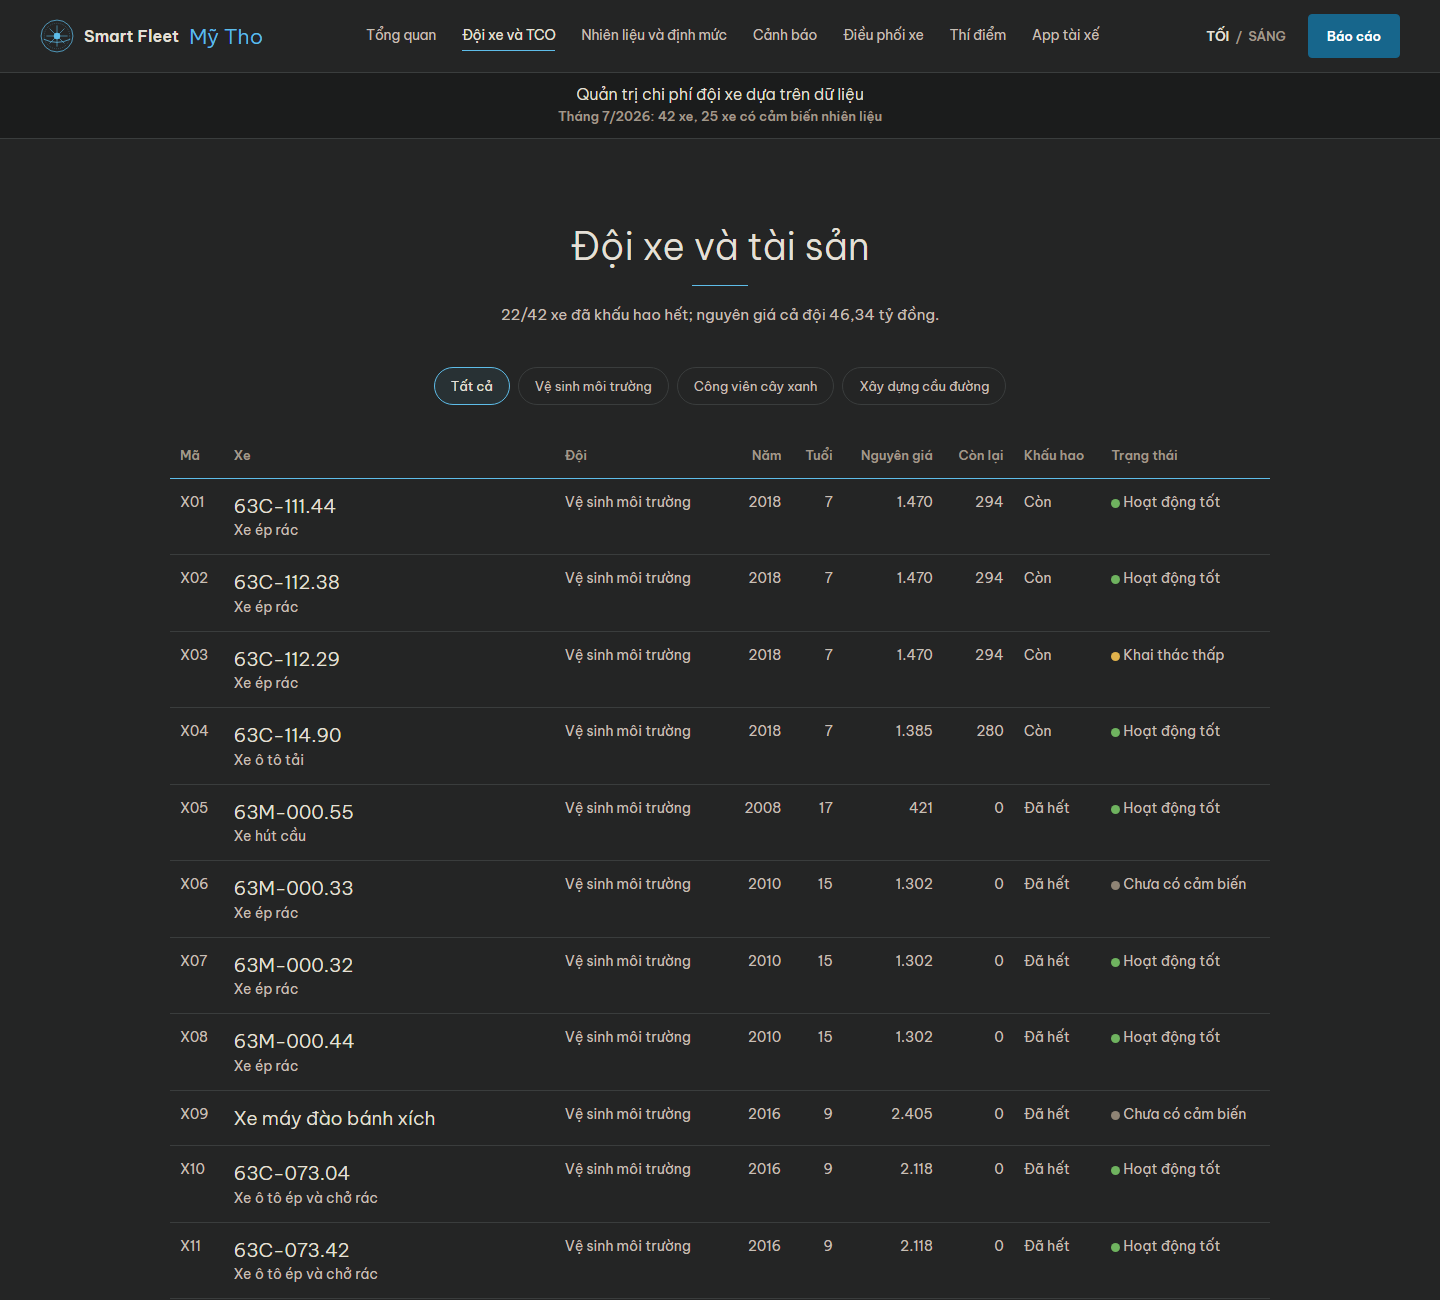 Smart Fleet Mỹ Tho
Tổng quan Đội xe và TCO Nhiên liệu và định mức Cảnh báo Điều phối xe Thí điểm App tài xế
TỐI / SÁNG
Báo cáo
Quản trị chi phí đội xe dựa trên dữ liệu
Tháng 7/2026: 42 xe, 25 xe có cảm biến nhiên liệu
Đội xe và tài sản
22/42 xe đã khấu hao hết; nguyên giá cả đội 46,34 tỷ đồng.
Tất cả Vệ sinh môi trường Công viên cây xanh Xây dựng cầu đường
Mã Xe Đội Năm Tuổi Nguyên giá Còn lại Khấu hao Trạng thái
X01 63C-111.44 Vệ sinh môi trường 2018 7 1.470 294 Còn Hoạt động tốt
Xe ép rác
X02 63C-112.38 Vệ sinh môi trường 2018 7 1.470 294 Còn Hoạt động tốt
Xe ép rác
X03 63C-112.29 Vệ sinh môi trường 2018 7 1.470 294 Còn Khai thác thấp
Xe ép rác
X04 63C-114.90 Vệ sinh môi trường 2018 7 1.385 280 Còn Hoạt động tốt
Xe ô tô tải
X05 63M-000.55 Vệ sinh môi trường 2008 17 421 0 Đã hết Hoạt động tốt
Xe hút cầu
X06 63M-000.33 Vệ sinh môi trường 2010 15 1.302 0 Đã hết Chưa có cảm biến
Xe ép rác
X07 63M-000.32 Vệ sinh môi trường 2010 15 1.302 0 Đã hết Hoạt động tốt
Xe ép rác
X08 63M-000.44 Vệ sinh môi trường 2010 15 1.302 0 Đã hết Hoạt động tốt
Xe ép rác
X09 Xe máy đào bánh xích Vệ sinh môi trường 2016 9 2.405 0 Đã hết Chưa có cảm biến
X10 63C-073.04 Vệ sinh môi trường 2016 9 2.118 0 Đã hết Hoạt động tốt
Xe ô tô ép và chở rác
X11 63C-073.42 Vệ sinh môi trường 2016 9 2.118 0 Đã hết Hoạt động tốt
Xe ô tô ép và chở rác